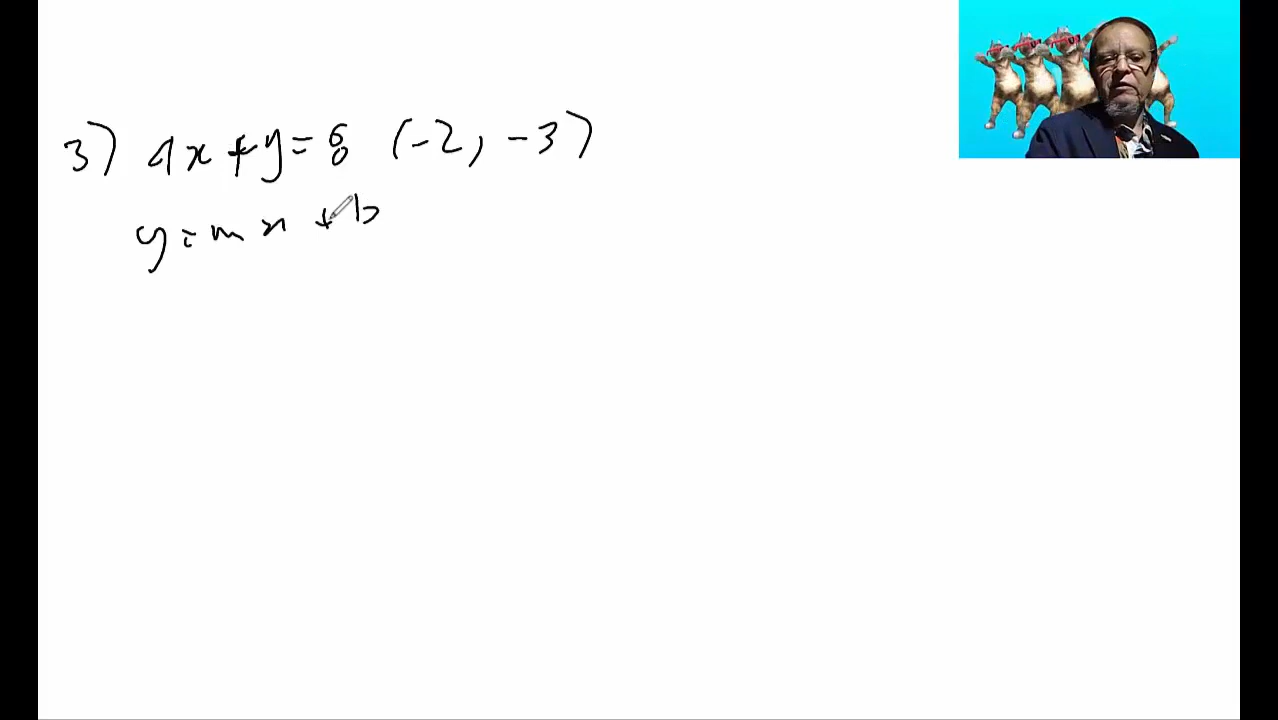 3) 4x+y=8 (-2, -3)
y=mx+b